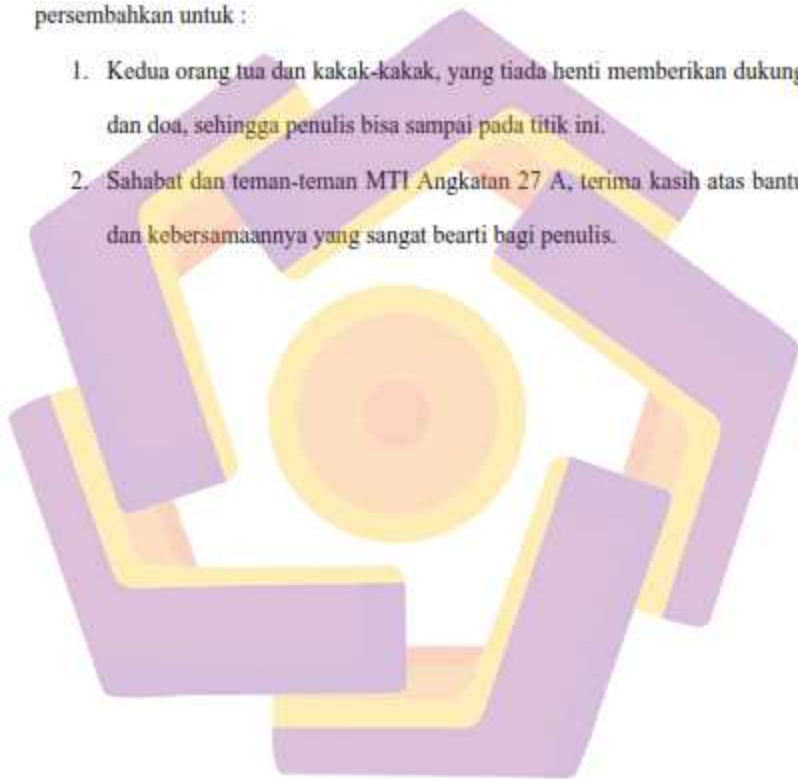 persembahkan untuk :
1. Kedua orang tua dan kakak-kakak, yang tiada henti memberikan dukung
dan doa, sehingga penulis bisa sampai pada titik ini.
2. Sahabat dan teman-teman MTI Angkatan 27 A, terima kasih atas bantu
dan kebersamaannya yang sangat bearti bagi penulis.